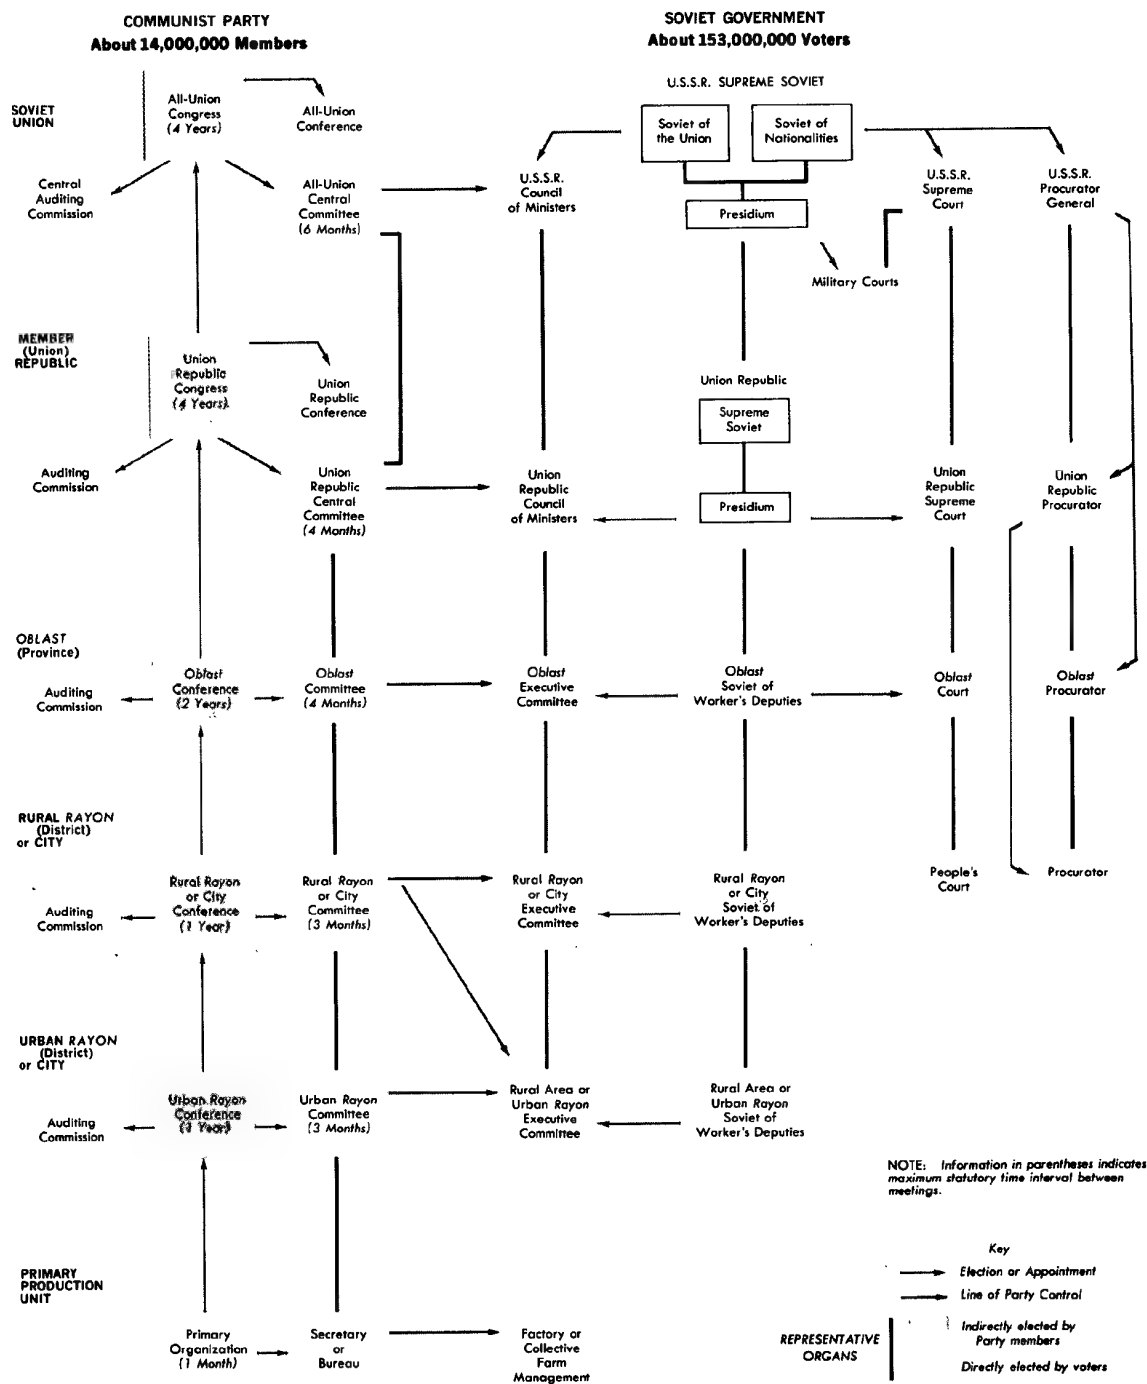 COMMUNIST PARTY
About 14,000,000 Members
SOVIET GOVERNMENT
About 153,000,000 Voters
SOVIET
UNION
All-Union
Congress
(4 Years)
All-Union
Conference
Central
Auditing
Commission
All-Union
Central
Committee
(6 Months)
U.S.S.R.
Council
of Ministers
U.S.S.R. SUPREME SOVIET
Soviet of
the Union
Soviet of
Nationalities
Presidium
Military Courts
U.S.S.R.
Supreme
Court
U.S.S.R.
Procurator
General
MEMBER
(Union)
REPUBLIC
Union
Republic
Congress
(4 Years)
Union
Republic
Conference
Auditing
Commission
Union
Republic
Central
Committee
(4 Months)
Union
Republic
Council
of Ministers
Union Republic
Supreme
Soviet
Presidium
Union
Republic
Supreme
Court
Union
Republic
Procurator
OBLAST
(Province)
Auditing
Commission
Oblast
Conference
(2 Years)
Oblast
Committee
(4 Months)
Oblast
Executive
Committee
Oblast
Soviet of
Worker's Deputies
Oblast
Court
Oblast
Procurator
RURAL RAYON
(District)
or CITY
Auditing
Commission
Rural Rayon
or City
Conference
(1 Year)
Rural Rayon
or City
Committee
(3 Months)
Rural Rayon
or City
Executive
Committee
Rural Rayon
or City
Soviet of
Worker's Deputies
People's
Court
Procurator
URBAN RAYON
(District)
or CITY
Auditing
Commission
Urban Rayon
Conference
(1 Year)
Urban Rayon
Committee
(3 Months)
Rural Area or
Urban Rayon
Executive
Committee
Rural Area or
Urban Rayon
Soviet of
Worker's Deputies
PRIMARY
PRODUCTION
UNIT
Primary
Organization
(1 Month)
Secretary
or
Bureau
Factory or
Collective
Farm
Management
NOTE: Information in parentheses indicates
maximum statutory time interval between
meetings.
Key
Election or Appointment
Line of Party Control
REPRESENTATIVE
ORGANS
Indirectly elected by
Party members
Directly elected by voters